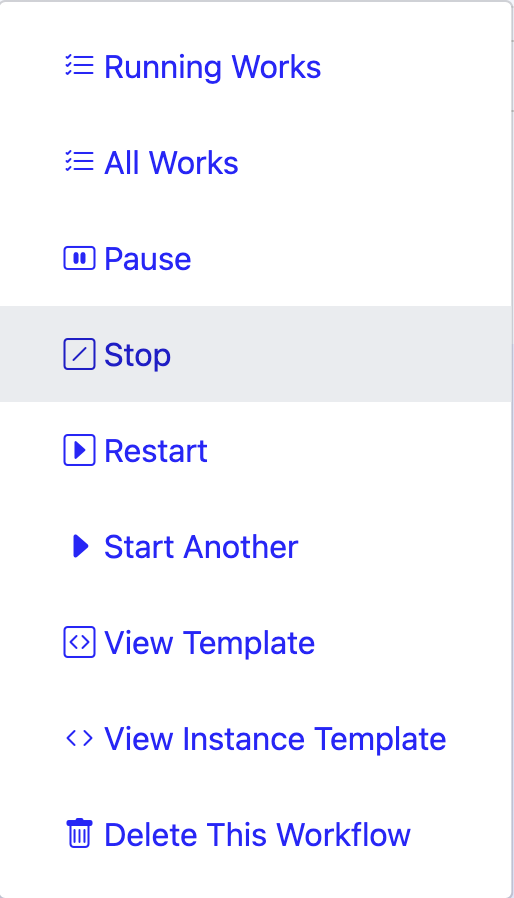 Running Works
All Works
Pause
Stop
Restart
Start Another
View Template
View Instance Template
Delete This Workflow